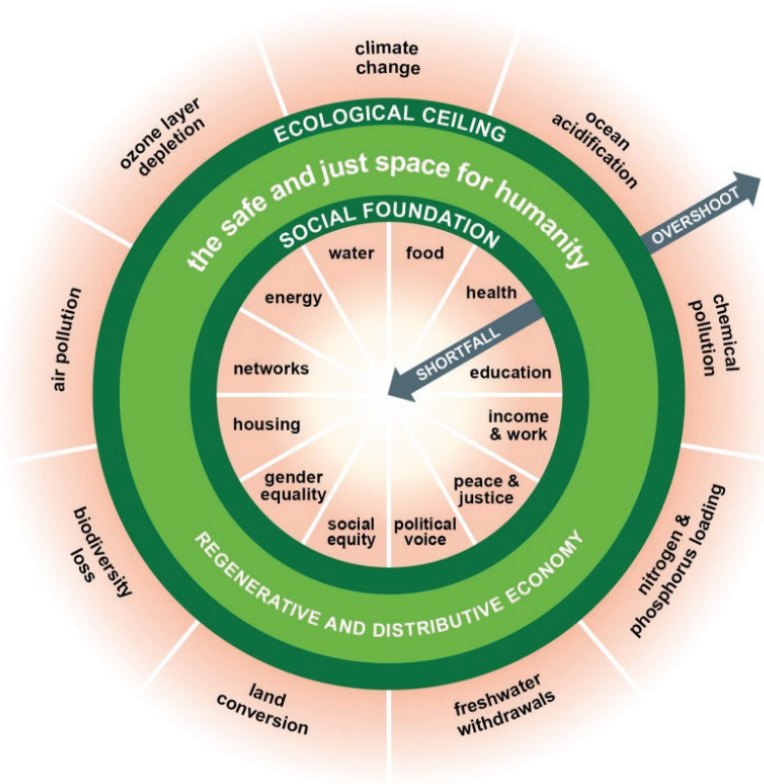 climate
change
ozone layer
depletion
ocean
acidification
ECOLOGICAL CEILING
the safe and just space for humanity
OVERSHOOT
SOCIAL FOUNDATION
water
food
energy
health
air pollution
chemical
pollution
SHORTFALL
networks
education
housing
income
& work
gender
equality
peace &
justice
social
equity
political
voice
biodiversity
loss
nitrogen &
phosphorus loading
REGENERATIVE AND DISTRIBUTIVE ECONOMY
land
conversion
freshwater
withdrawals